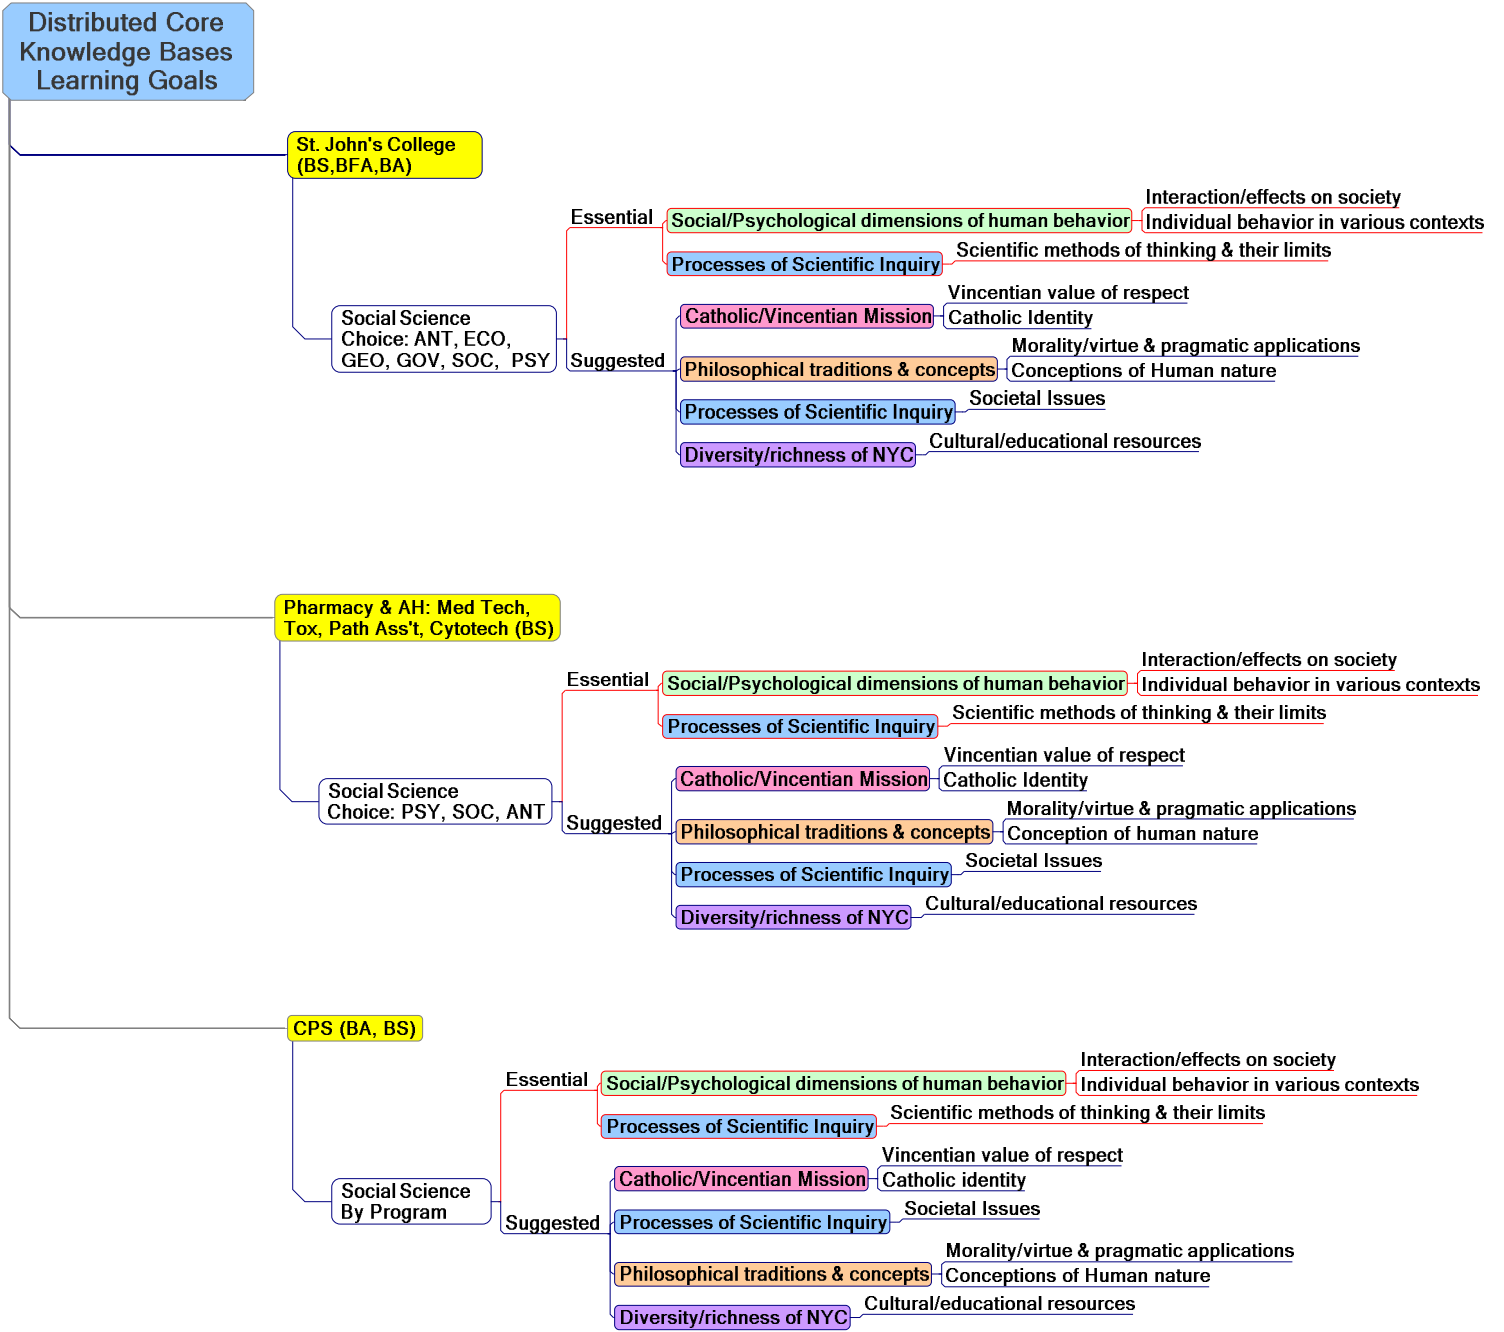 Distributed Core
Knowledge Bases
Learning Goals
St. John's College
(BS,BFA,BA)
Social Science
Choice: ANT, ECO,
GEO, GOV, SOC, PSY
Essential
Social/Psychological dimensions of human behavior
Interaction/effects on society
Individual behavior in various contexts
Processes of Scientific Inquiry
Scientific methods of thinking & their limits
Suggested
Catholic/Vincentian Mission
Vincentian value of respect
Catholic Identity
Philosophical traditions & concepts
Morality/virtue & pragmatic applications
Conceptions of Human nature
Processes of Scientific Inquiry
Societal Issues
Diversity/richness of NYC
Cultural/educational resources
Pharmacy & AH: Med Tech,
Tox, Path Ass't, Cytotech (BS)
Social Science
Choice: PSY, SOC, ANT
Essential
Social/Psychological dimensions of human behavior
Interaction/effects on society
Individual behavior in various contexts
Processes of Scientific Inquiry
Scientific methods of thinking & their limits
Suggested
Catholic/Vincentian Mission
Vincentian value of respect
Catholic Identity
Philosophical traditions & concepts
Morality/virtue & pragmatic applications
Conception of human nature
Processes of Scientific Inquiry
Societal Issues
Diversity/richness of NYC
Cultural/educational resources
CPS (BA, BS)
Social Science
By Program
Essential
Social/Psychological dimensions of human behavior
Interaction/effects on society
Individual behavior in various contexts
Processes of Scientific Inquiry
Scientific methods of thinking & their limits
Suggested
Catholic/Vincentian Mission
Vincentian value of respect
Catholic identity
Processes of Scientific Inquiry
Societal Issues
Philosophical traditions & concepts
Morality/virtue & pragmatic applications
Conceptions of Human nature
Diversity/richness of NYC
Cultural/educational resources